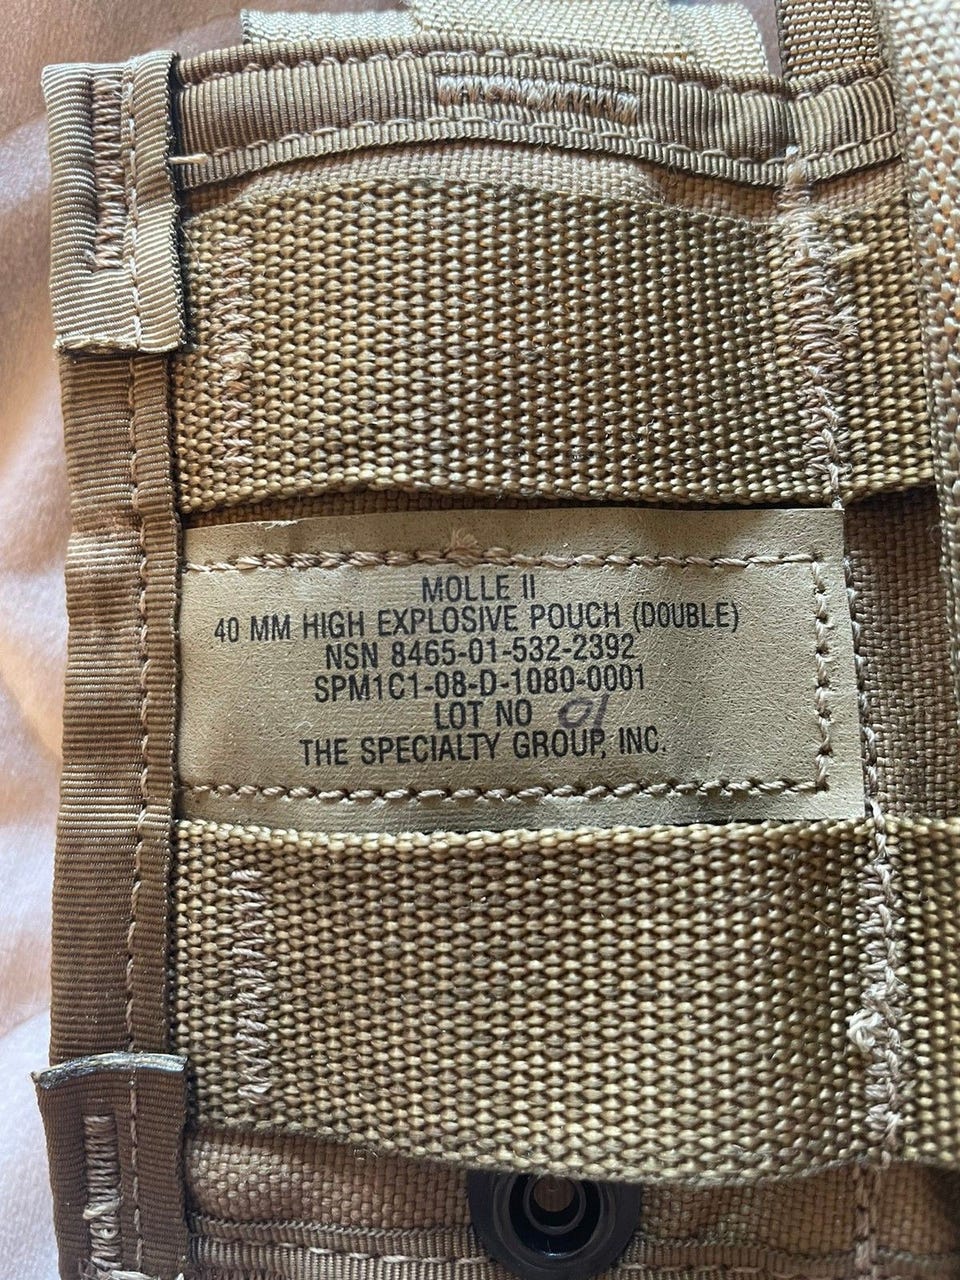 MOLLE II
40 MM HIGH EXPLOSIVE POUCH (DOUBLE)
NSN 8465-01-532-2392
SPM1C1-08-D-1080-0001
LOT NO 01
THE SPECIALTY GROUP, INC.